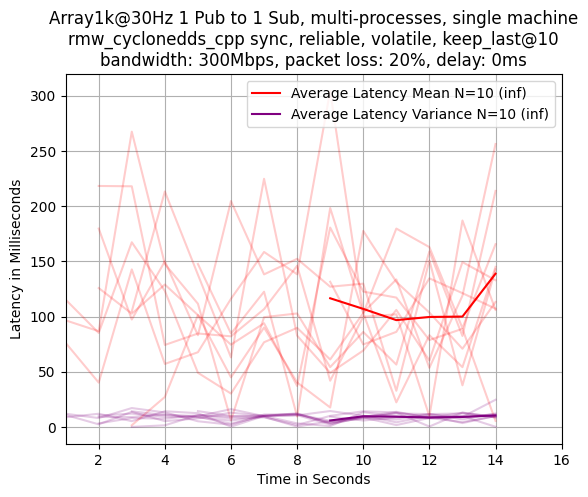 Array1k@30Hz 1 Pub to 1 Sub, multi-processes, single machine
rmw_cyclonedds_cpp sync, reliable, volatile, keep_last@10
bandwidth: 300Mbps, packet loss: 20%, delay: 0ms
Average Latency Mean N=10 (inf)
Average Latency Variance N=10 (inf)
Latency in Milliseconds
300
250
200
150
100
50
0
2 4 6 8 10 12 14 16
Time in Seconds